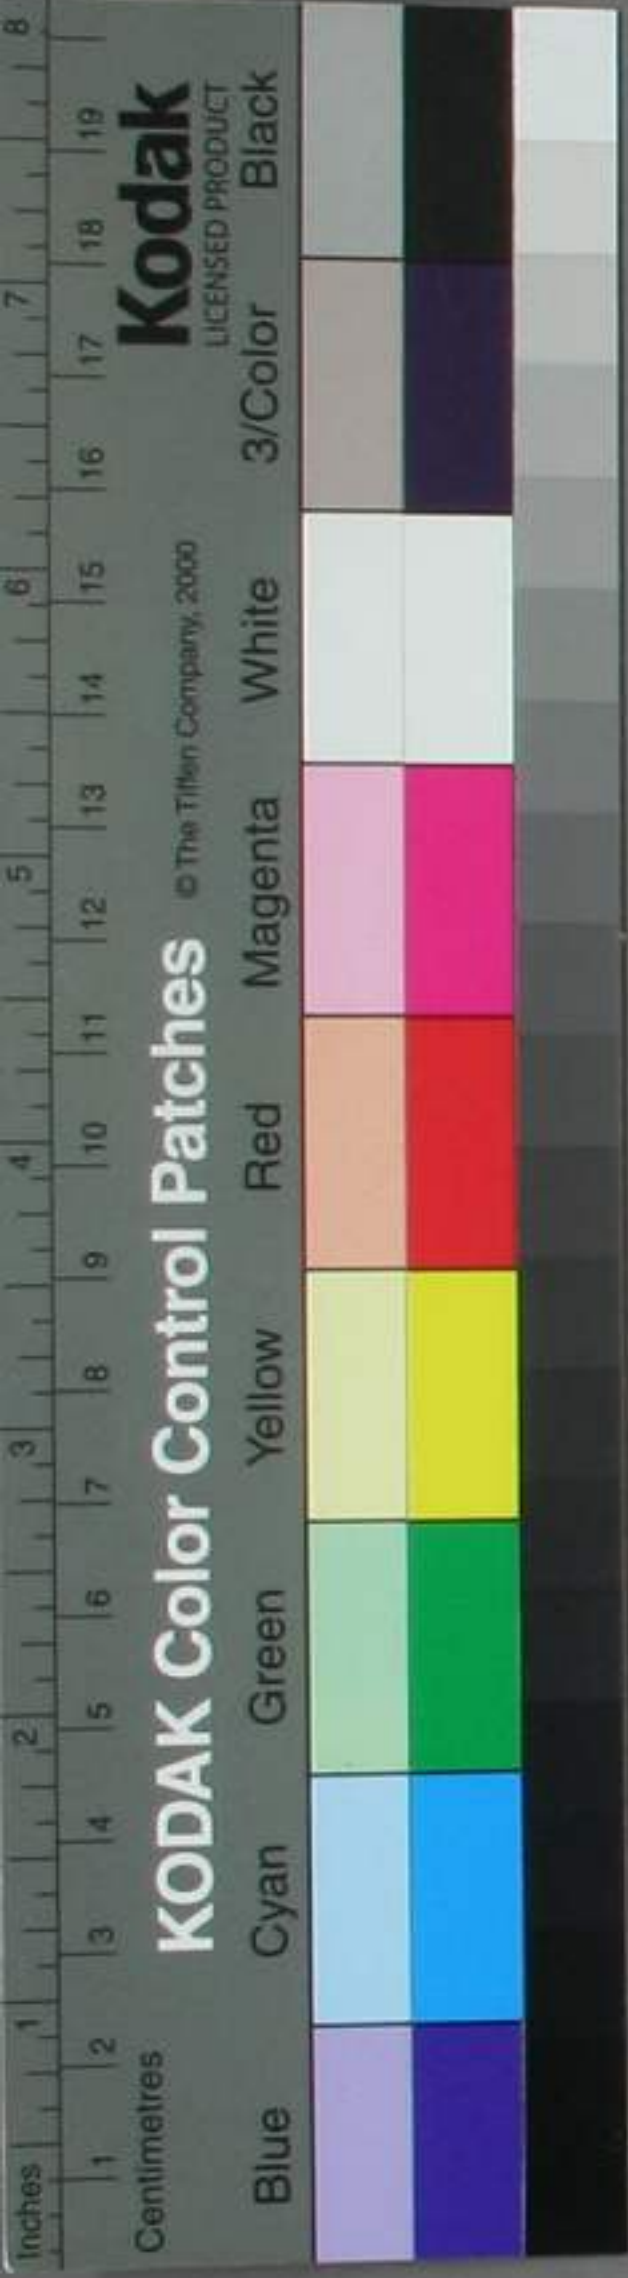 Inches 1 2 3 4 5 6 7 8
1 2 3 4 5 6 7 8 9 10 11 12 13 14 15 16 17 18 19
Centimetres
KODAK Color Control Patches © The Tiffen Company, 2000 Kodak
LICENSED PRODUCT
Blue Cyan Green Yellow Red Magenta White 3/Color Black